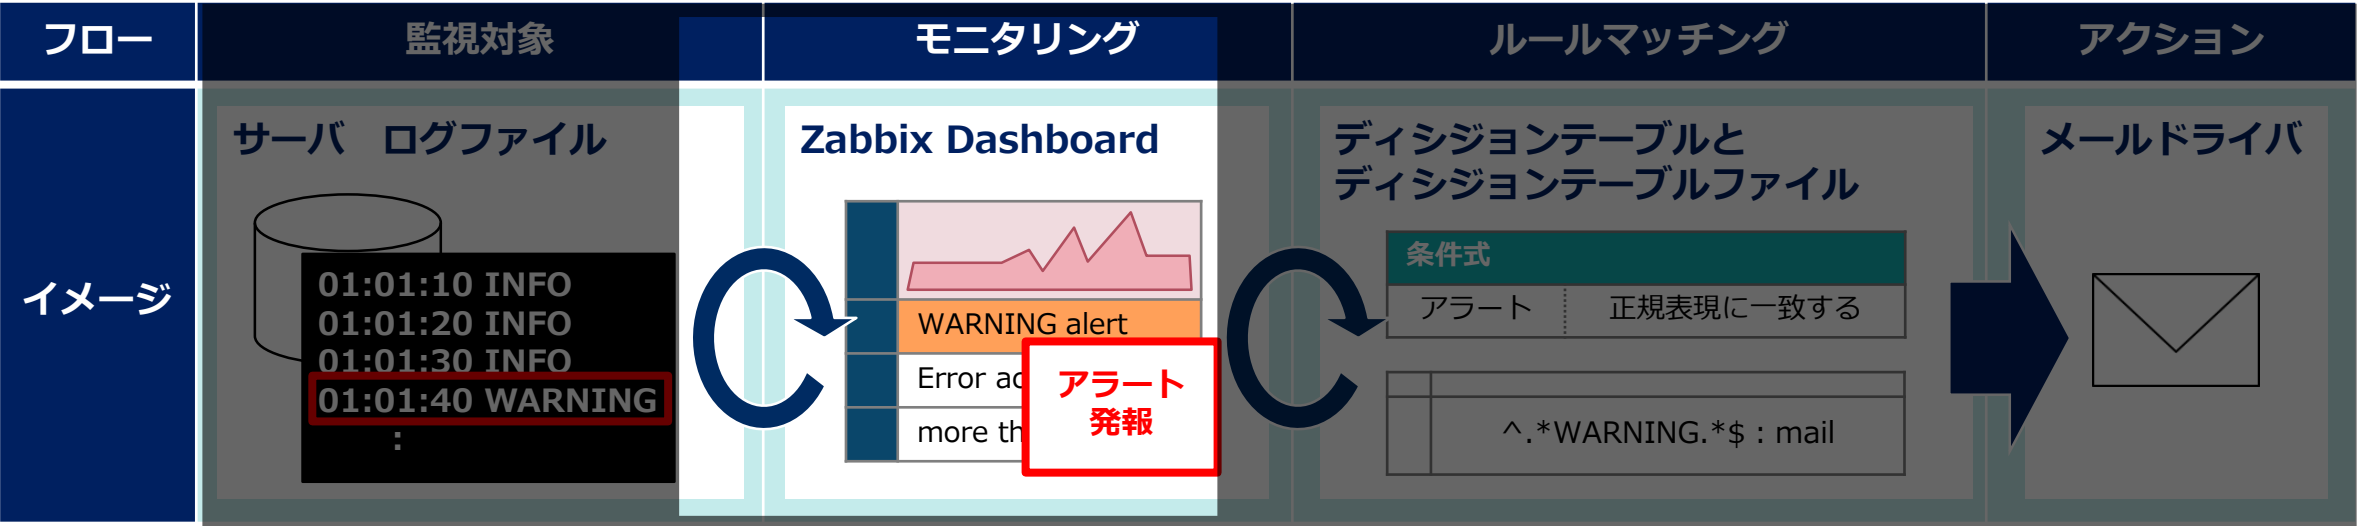 フロー
監視対象
モニタリング
ルールマッチング
アクション
イメージ
サーバ　ログファイル
01:01:10 INFO
01:01:20 INFO
01:01:30 INFO
01:01:40 WARNING
:
Zabbix Dashboard
WARNING alert
Error ac
more th
アラート
発報
ディシジョンテーブルと
ディシジョンテーブルファイル
条件式
アラート
正規表現に一致する
^.*WARNING.*$ : mail
メールドライバ